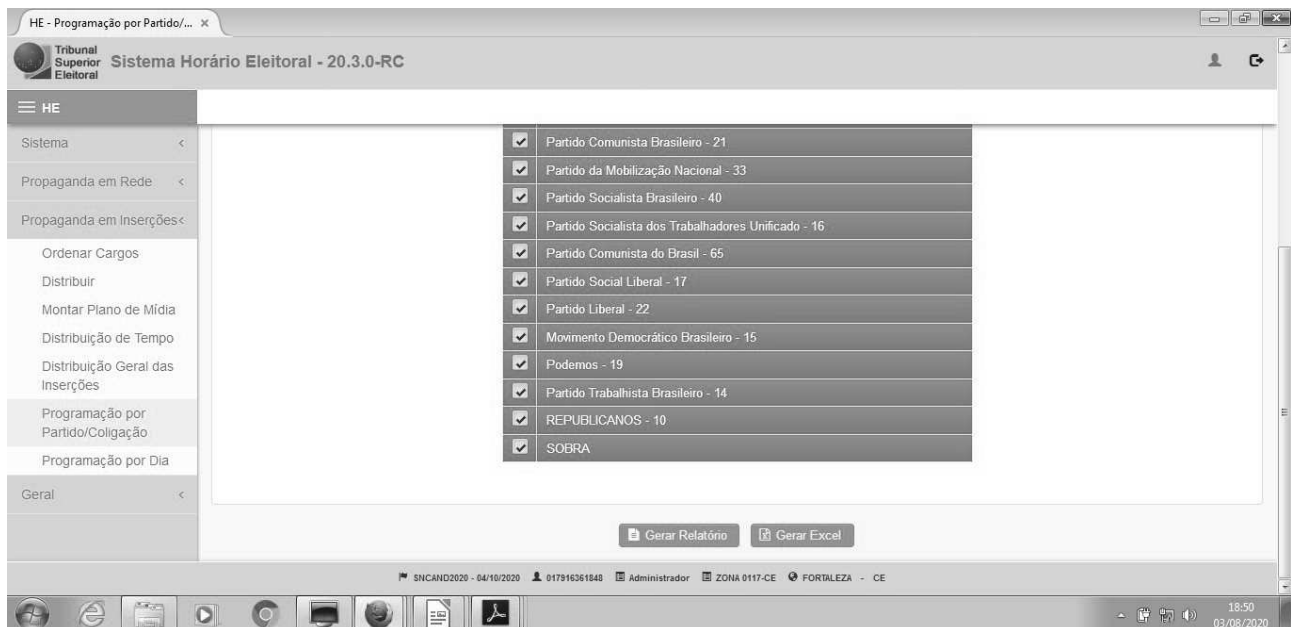 HE - Programação por Partido/...
Tribunal
Superior
Eleitoral
Sistema Horário Eleitoral - 20.3.0-RC
HE
Sistema
Propaganda em Rede
Propaganda em Inserções
Ordenar Cargos
Distribuir
Montar Plano de Mídia
Distribuição de Tempo
Distribuição Geral das
Inserções
Programação por
Partido/Coligação
Programação por Dia
Geral
Partido Comunista Brasileiro - 21
Partido da Mobilização Nacional - 33
Partido Socialista Brasileiro - 40
Partido Socialista dos Trabalhadores Unificado - 16
Partido Comunista do Brasil - 65
Partido Social Liberal - 17
Partido Liberal - 22
Movimento Democrático Brasileiro - 15
Podemos - 19
Partido Trabalhista Brasileiro - 14
REPUBLICANOS - 10
SOBRA
Gerar Relatório
Gerar Excel
SNCAND2020 - 04/10/2020 017916361848 Administrador ZONA 0117-CE FORTALEZA - CE
18:50
03/08/2020